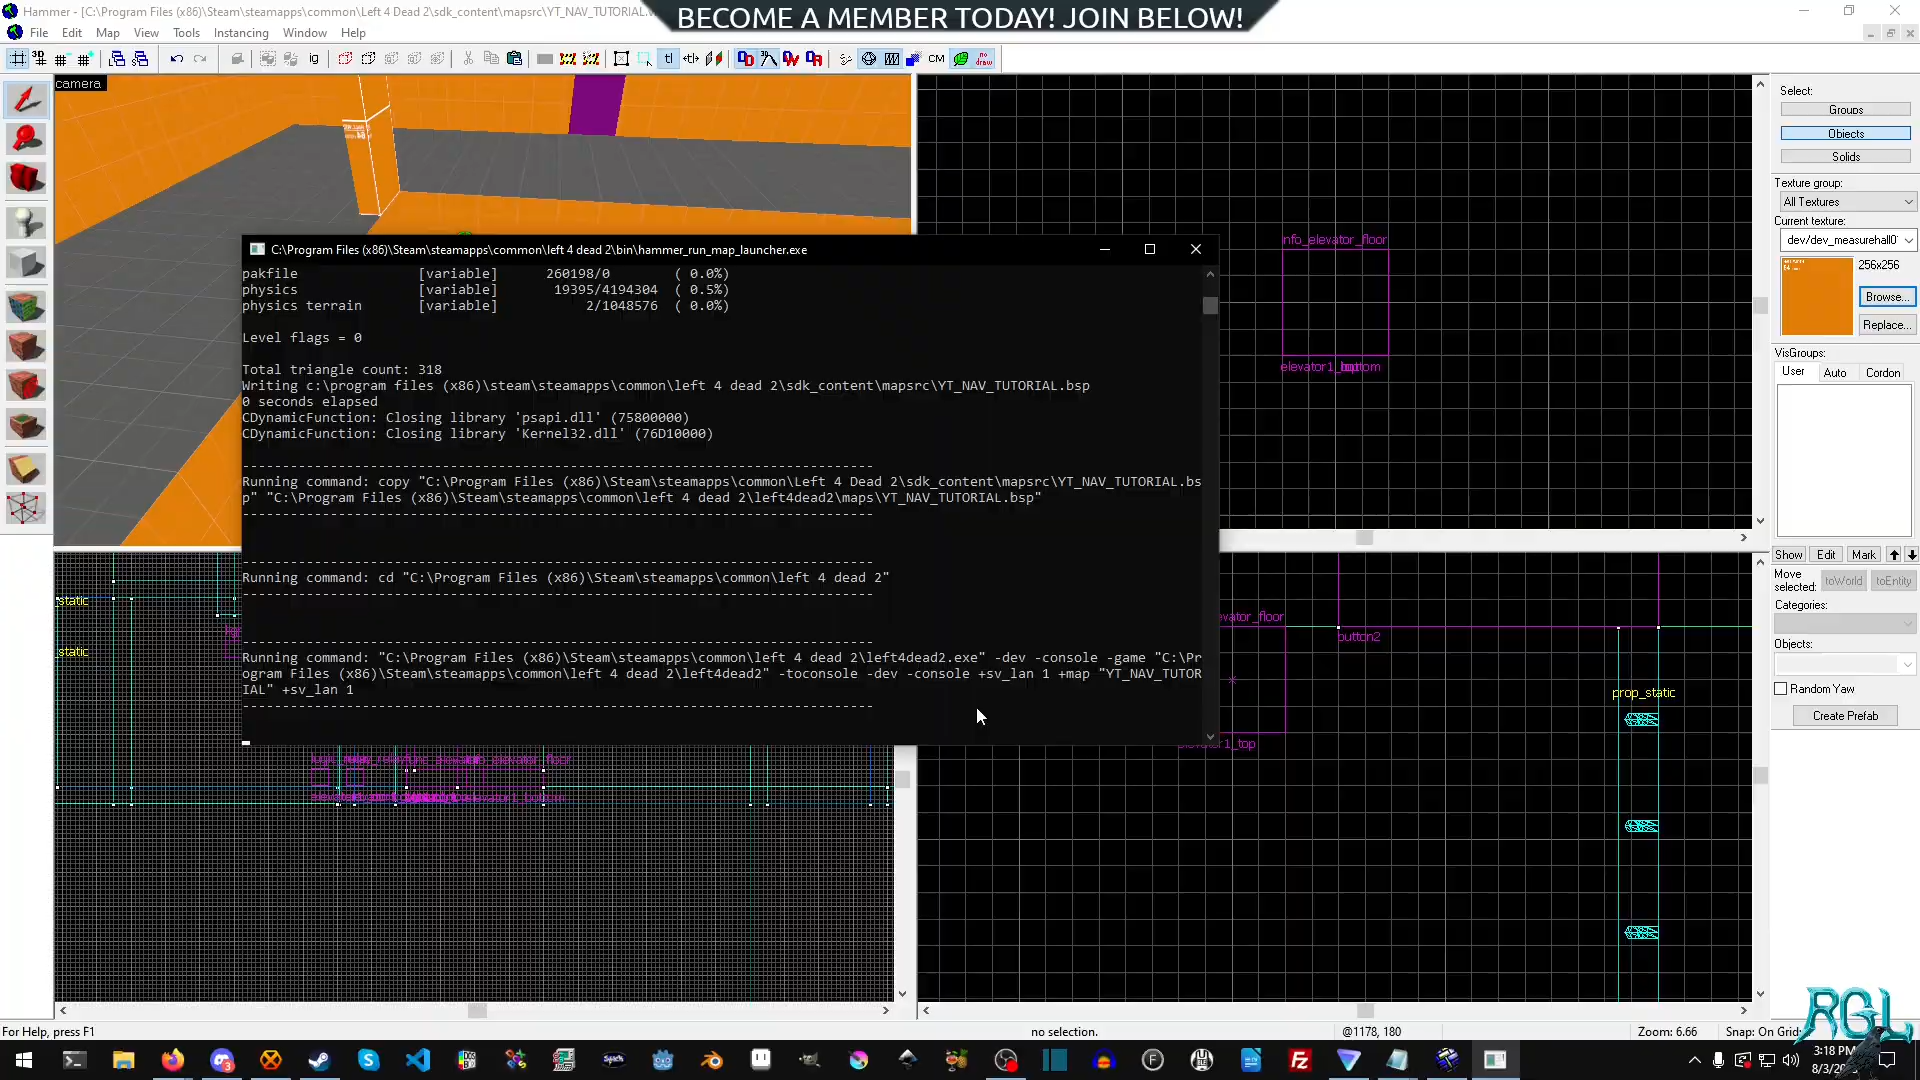 Hammer - [C:\Program Files (x86)\Steam\steamapps\common\Left 4 Dead 2\sdk_content\mapsrc\YT_NAV_TUTORIAL.
BECOME A MEMBER TODAY! JOIN BELOW!
File Edit Map View Tools Instancing Window Help
camera
Select:
Groups
Objects
Solids
Texture group:
All Textures
Current texture:
dev/dev_measurehall0
256x256
Browse...
Replace...
VisGroups:
User Auto Cordon
Show Edit Mark
Move selected:
toWorld toEntity
Categories:
Objects:
Random Yaw
Create Prefab
C:\Program Files (x86)\Steam\steamapps\common\left 4 dead 2\bin\hammer_run_map_launcher.exe
pakfile [variable] 260198/0 ( 0.0%)
physics [variable] 19395/4194304 ( 0.5%)
physics terrain [variable] 2/1048576 ( 0.0%)
Level flags = 0
Total triangle count: 318
Writing c:\program files (x86)\steam\steamapps\common\left 4 dead 2\sdk_content\mapsrc\YT_NAV_TUTORIAL.bsp
0 seconds elapsed
CDynamicFunction: Closing library 'psapi.dll' (75800000)
CDynamicFunction: Closing library 'Kernel32.dll' (76D10000)
Running command: copy "C:\Program Files (x86)\Steam\steamapps\common\Left 4 Dead 2\sdk_content\mapsrc\YT_NAV_TUTORIAL.bs
p" "C:\Program Files (x86)\Steam\steamapps\common\left 4 dead 2\left4dead2\maps\YT_NAV_TUTORIAL.bsp"
Running command: cd "C:\Program Files (x86)\Steam\steamapps\common\left 4 dead 2"
Running command: "C:\Program Files (x86)\Steam\steamapps\common\left 4 dead 2\left4dead2.exe" -dev -console -game "C:\Pr
ogram Files (x86)\Steam\steamapps\common\left 4 dead 2\left4dead2" -toconsole -dev -console +sv_lan 1 +map "YT_NAV_TUTOR
IAL" +sv_lan 1
nfo_elevator_floor
_static
_static
evator_floor
button2
prop_static
For Help, press F1
no selection.
@1178, 180
Zoom: 6.66
Snap: On Grid:
RGL
3:18 PM